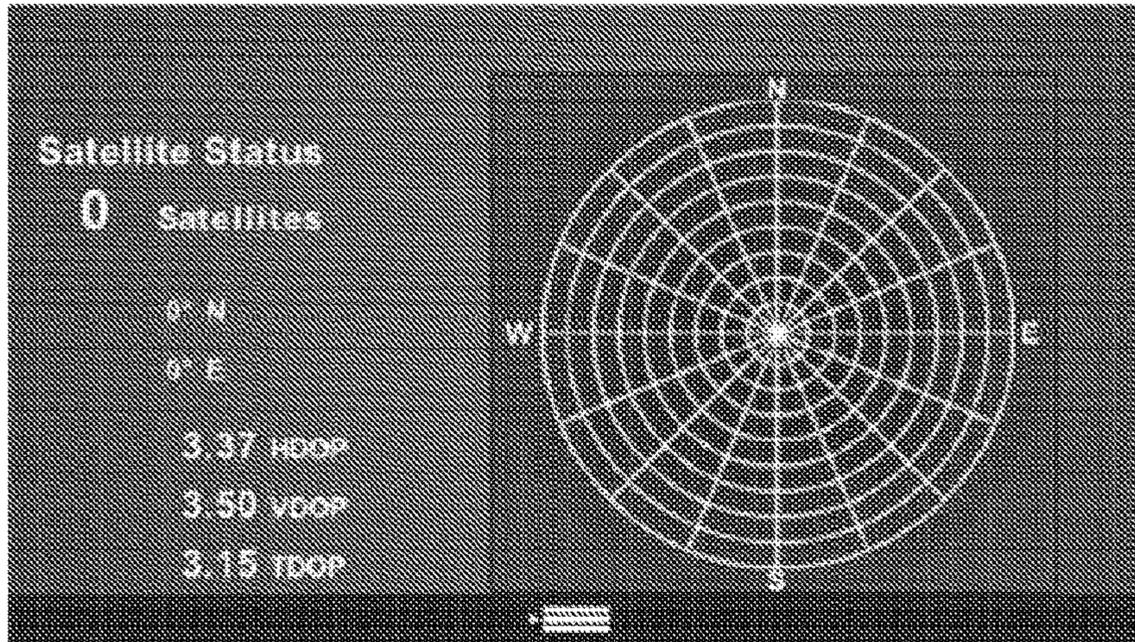 Satellite Status
0 Satellites
0° N
0° E
3.37 HDOP
3.50 VDOP
3.15 TDOP
N
W
E
S